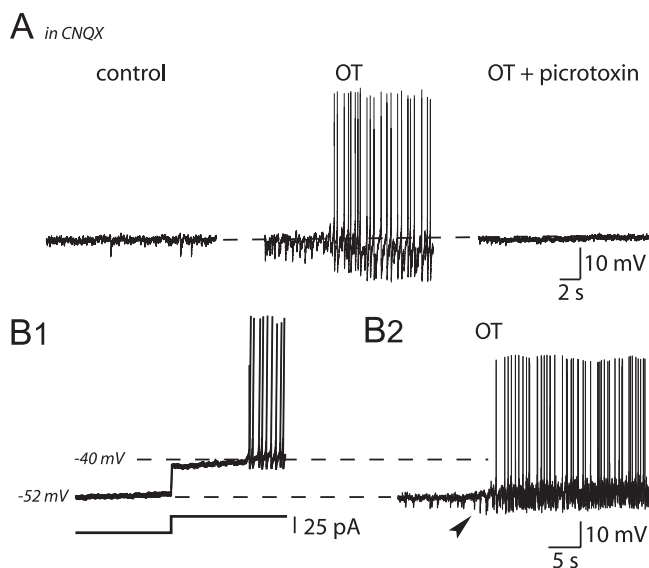 A in CNQX
control OT OT + picrotoxin
10 mV
2 s
B1 B2 OT
-40 mV
-52 mV
25 pA
10 mV
5 s